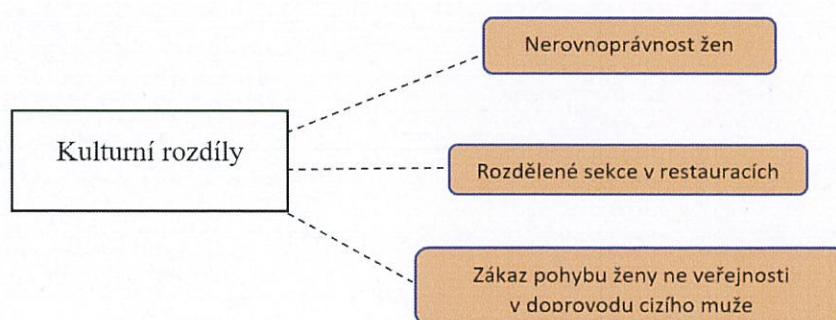 Kulturní rozdíly
Nerovnoprávnost žen
Rozdělené sekce v restauracích
Zákaz pohybu ženy ne veřejnosti
v doprovodu cizího muže